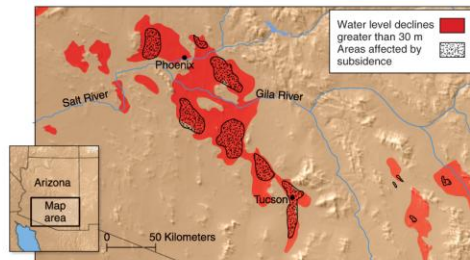 Water level declines
greater than 30 m
Areas affected by
subsidence
Phoenix
Salt River
Gila River
Arizona
Map
area
Tucson
0 50 Kilometers